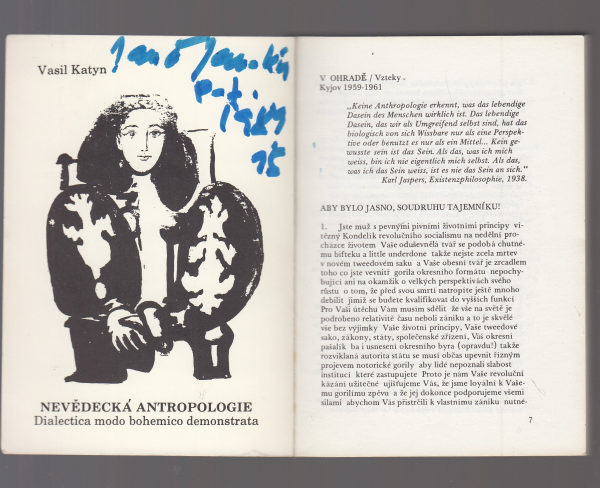 Vasil Katyn
1984
15
NEVĚDECKÁ ANTROPOLOGIE
Dialectica modo bohemico demonstrata
V OHRADĚ / Vzteky -
Kyjov 1959-1961
„Keine Anthropologie erkennt, was das lebendige
Dasein des Menschen wirklich ist. Das lebendige
Dasein, das wir als Umgreifend selbst sind, hat das
biologisch von sich Wissbare nur als eine Perspek-
tive oder benutzt es nur als ein Mittel... Kein ge-
wusste sein ist das Sein. Als das, was ich mich
weiss, bin ich nie eigentlich mich selbst. Als das,
was ich das Sein weiss, ist es nie das Sein an sich."
Karl Jaspers, Existenzphilosophie, 1938.
ABY BYLO JASNO, SOUDRUHU TAJEMNÍKU!
1. Jste muž s pevnými pivními životními principy ví-
tězný Kondelík revolučního socialismu na nedělní pro-
cházce životem Vaše oduševnělá tvář se podobá chutné-
mu bifteku a little underdone takže nejste zcela mrtev
v novém tweedovém saku a Vaše obesní tvář je zrcadlem
toho co jste vevnitř gorila okresního formátu nepochy-
bující ani na okamžik o velkých perspektivách svého
růstu o tom, že před svou smrtí natropíte ještě mnoho
debilit jimiž se budete kvalifikovat do vyšších funkcí
Pro Vaši útěchu Vám musím sdělit že vše na světě je
podrobeno relativitě času neboli zániku a to je skvělé
vše bez výjimky Vaše životní principy, Vaše tweedové
sako, zákony, státy, společenské zřízení, Váš okresní
pašalík ba i usnesení okresního byra (opravdu!) takže
rozviklaná autorita státu se musí občas upevnit řízným
projevem notorické gorily aby lidé nepoznali slabost
institucí které zastupujete Proto je nám Vaše revoluční
kázání užitečné ujišťujeme Vás, že jsme loyální k Vaše-
mu gorilímu zpěvu a že jej dokonce podporujeme všemi
silami abychom Vás přistrčili k vlastnímu zániku nutné-
7